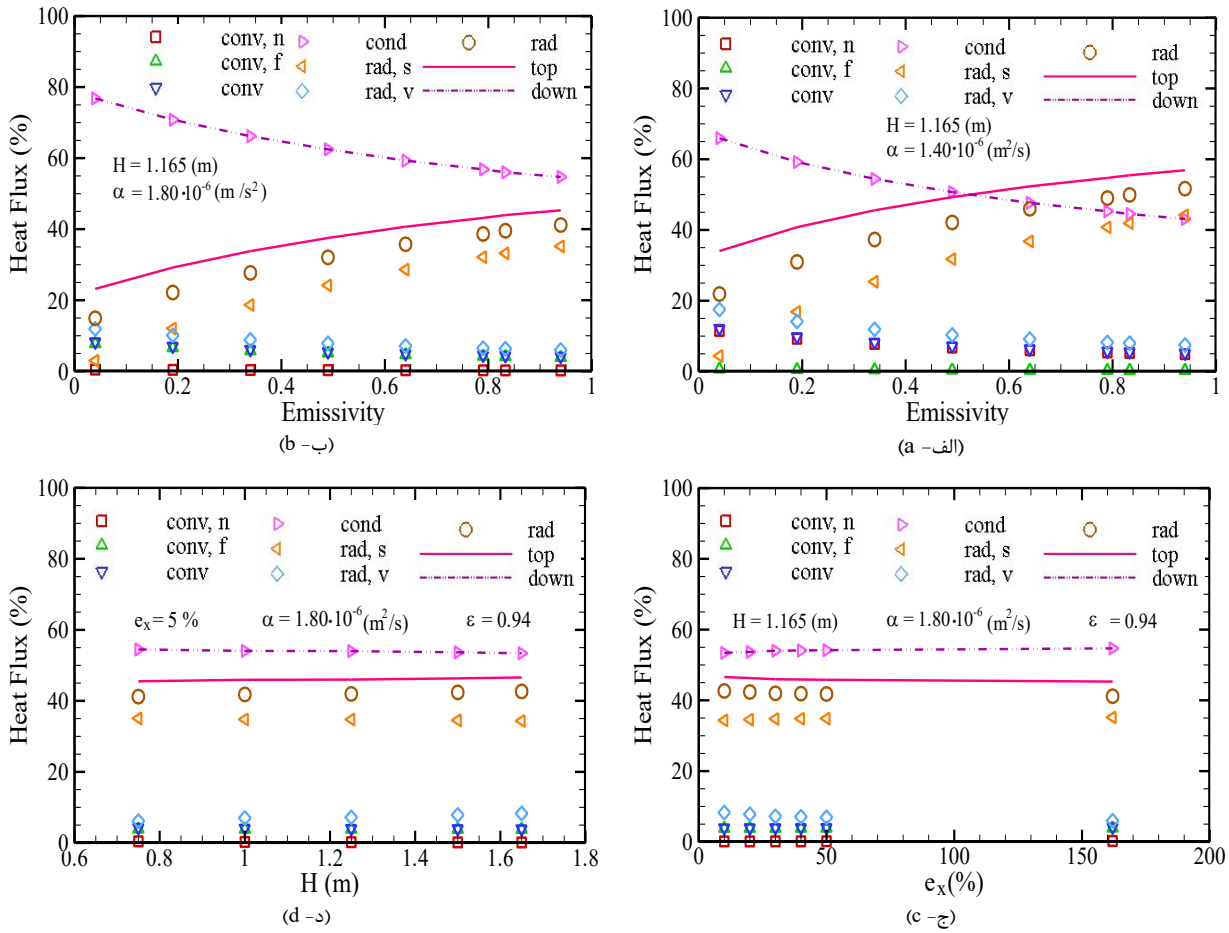 100
80
60
40
20
0
Heat Flux (%)
conv, n
conv, f
conv
cond
rad, s
rad, v
rad
top
down
H = 1.165 (m)
α = 1.80·10⁻⁶ (m /s²)
0
0.2
0.4
0.6
0.8
1
Emissivity
(ب- b
100
80
60
40
20
0
Heat Flux (%)
conv, n
conv, f
conv
cond
rad, s
rad, v
rad
top
down
H = 1.165 (m)
α = 1.40·10⁻⁶ (m²/s)
0
0.2
0.4
0.6
0.8
1
Emissivity
(الف- a
100
80
60
40
20
0
Heat Flux (%)
conv, n
conv, f
conv
cond
rad, s
rad, v
rad
top
down
eₓ= 5 % α = 1.80·10⁻⁶ (m²/s) ε = 0.94
0.6
0.8
1.0
1.2
1.4
1.6
1.8
H (m)
(د- d
100
80
60
40
20
0
Heat Flux (%)
conv, n
conv, f
conv
cond
rad, s
rad, v
rad
top
down
H = 1.165 (m) α = 1.80·10⁻⁶ (m²/s) ε = 0.94
0
50
100
150
200
eₓ(%)
(ج- c